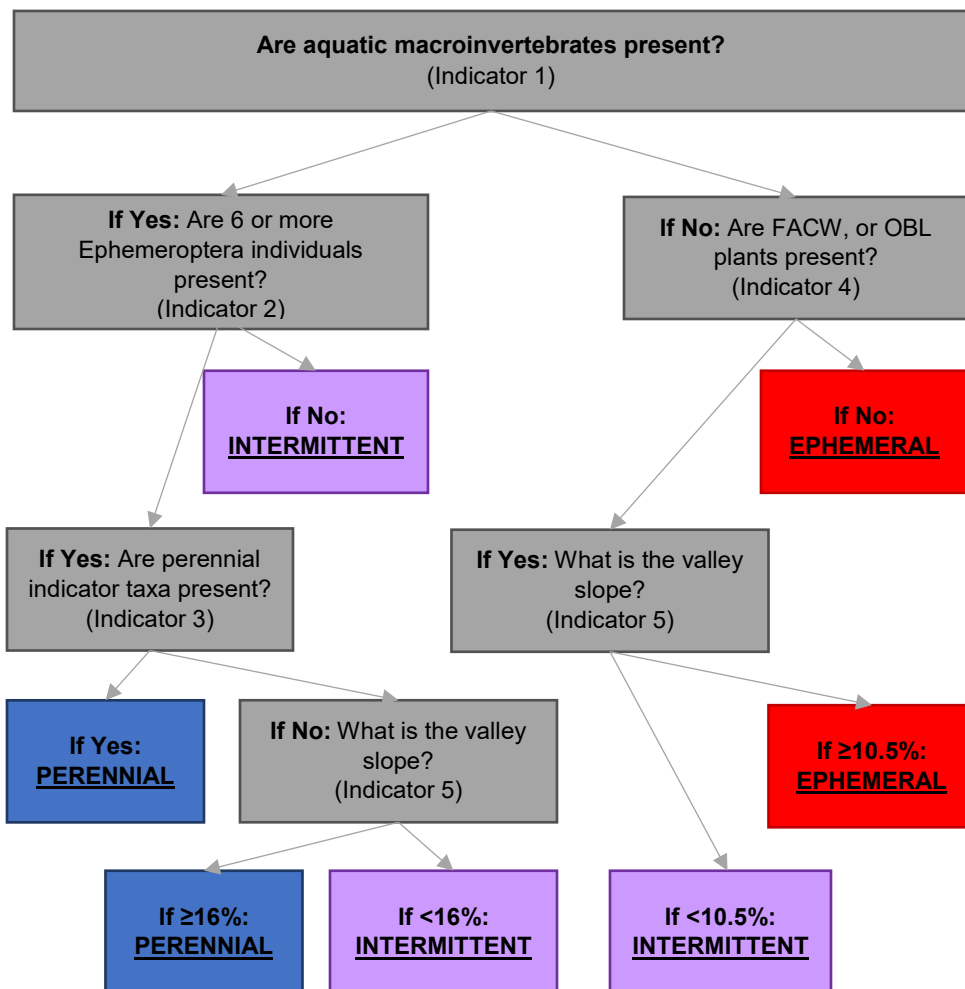 Are aquatic macroinvertebrates present?
(Indicator 1)
If Yes: Are 6 or more
Ephemeroptera individuals
present?
(Indicator 2)
If No: Are FACW, or OBL
plants present?
(Indicator 4)
If No:
INTERMITTENT
If No:
EPHEMERAL
If Yes: Are perennial
indicator taxa present?
(Indicator 3)
If Yes: What is the valley
slope?
(Indicator 5)
If Yes:
PERENNIAL
If No: What is the valley
slope?
(Indicator 5)
If ≥10.5%:
EPHEMERAL
If ≥16%:
PERENNIAL
If <16%:
INTERMITTENT
If <10.5%:
INTERMITTENT